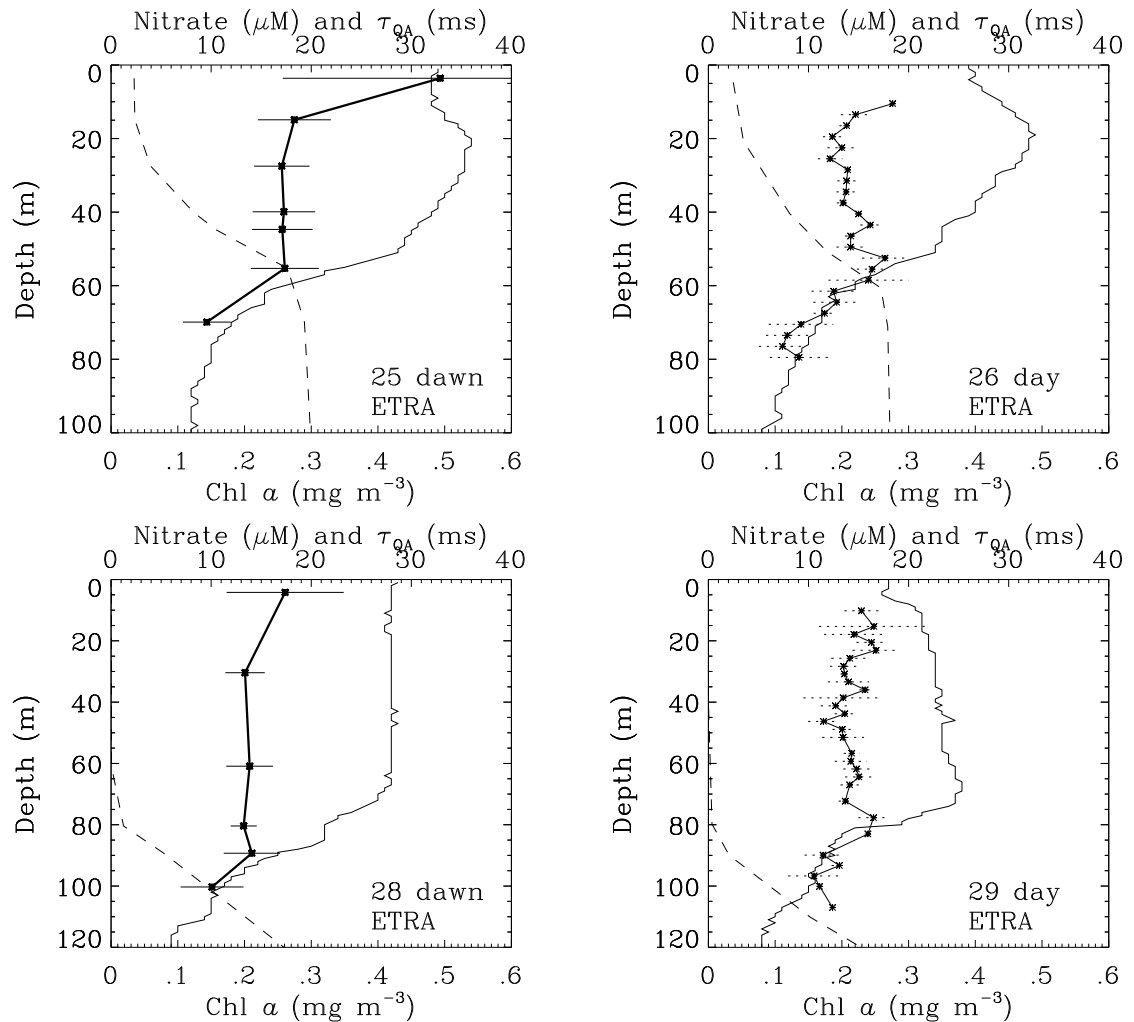 Nitrate (μM) and τQA (ms)
0 10 20 30 40
0
20
40
60
80
100
Depth (m)
25 dawn
ETRA
0 .1 .2 .3 .4 .5 .6
Chl a (mg m−3)
Nitrate (μM) and τQA (ms)
0 10 20 30 40
0
20
40
60
80
100
Depth (m)
26 day
ETRA
0 .1 .2 .3 .4 .5 .6
Chl a (mg m−3)
Nitrate (μM) and τQA (ms)
0 10 20 30 40
0
20
40
60
80
100
120
Depth (m)
28 dawn
ETRA
0 .1 .2 .3 .4 .5 .6
Chl a (mg m−3)
Nitrate (μM) and τQA (ms)
0 10 20 30 40
0
20
40
60
80
100
120
Depth (m)
29 day
ETRA
0 .1 .2 .3 .4 .5 .6
Chl a (mg m−3)